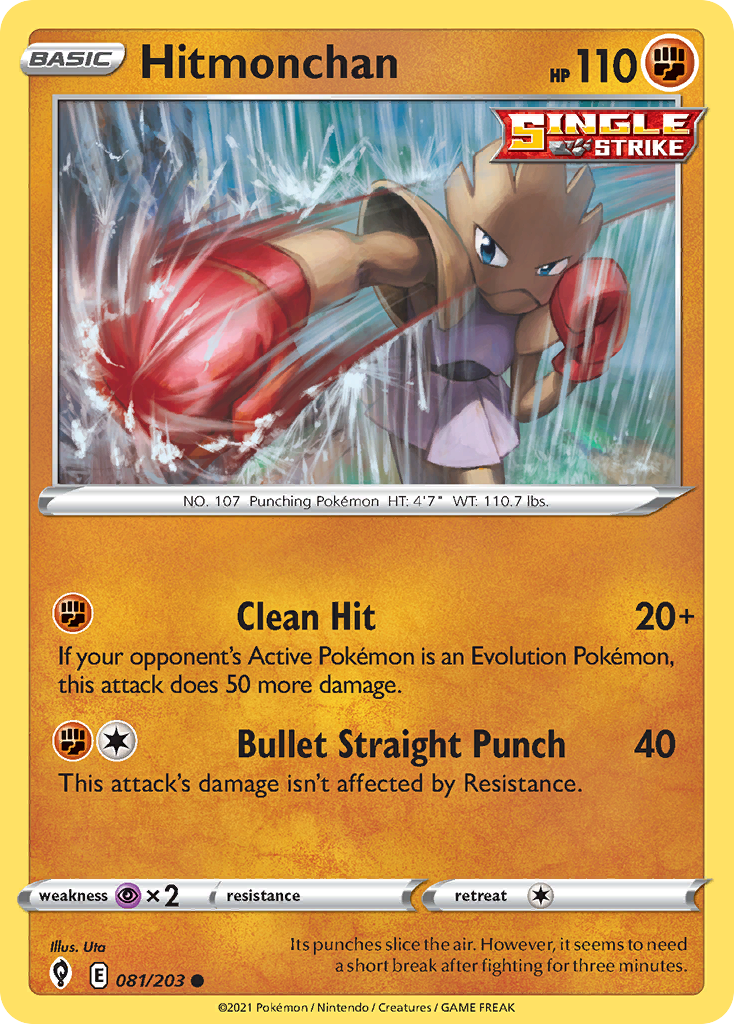 BASIC
Hitmonchan
HP 110
SINGLE
STRIKE
NO. 107 Punching Pokémon HT: 4'7" WT: 110.7 lbs.
Clean Hit 20+
If your opponent's Active Pokémon is an Evolution Pokémon,
this attack does 50 more damage.
Bullet Straight Punch 40
This attack's damage isn't affected by Resistance.
weakness ×2 resistance retreat
Illus. Uta
Its punches slice the air. However, it seems to need
a short break after fighting for three minutes.
E 081/203
©2021 Pokémon / Nintendo / Creatures / GAME FREAK